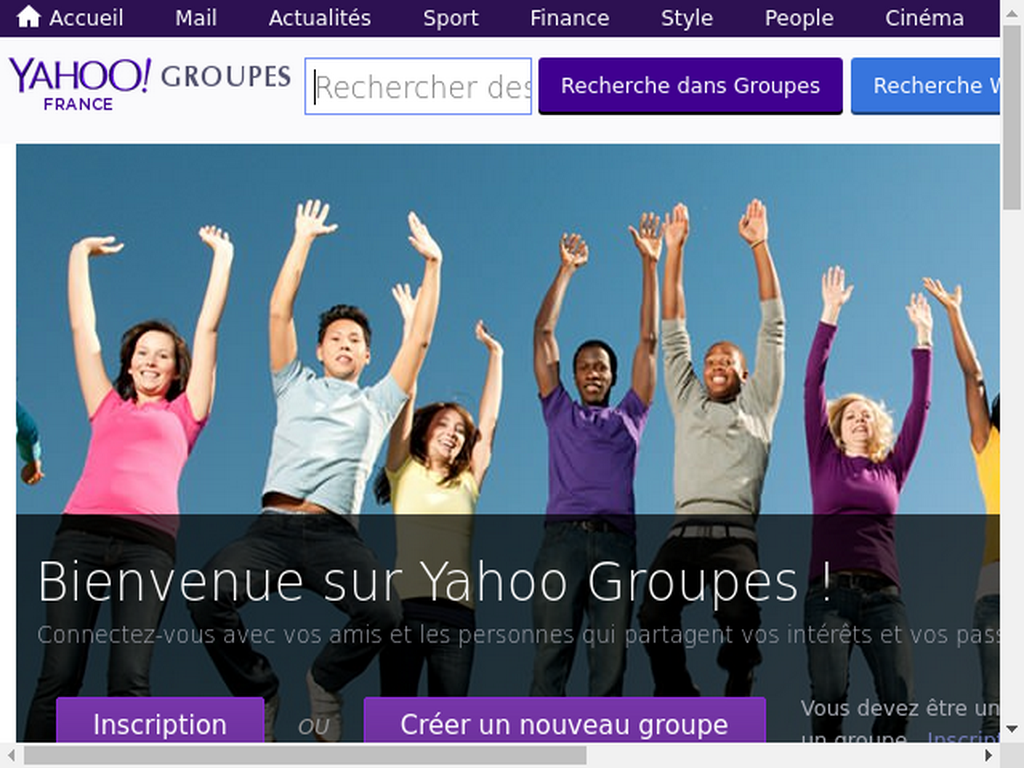 Accueil Mail Actualités Sport Finance Style People Cinéma
YAHOO! GROUPES
FRANCE
Rechercher des
Recherche dans Groupes
Recherche
Bienvenue sur Yahoo Groupes !
Connectez-vous avec vos amis et les personnes qui partagent vos intérêts et vos
Inscription
OU
Créer un nouveau groupe
Vous devez être un
un groupe.